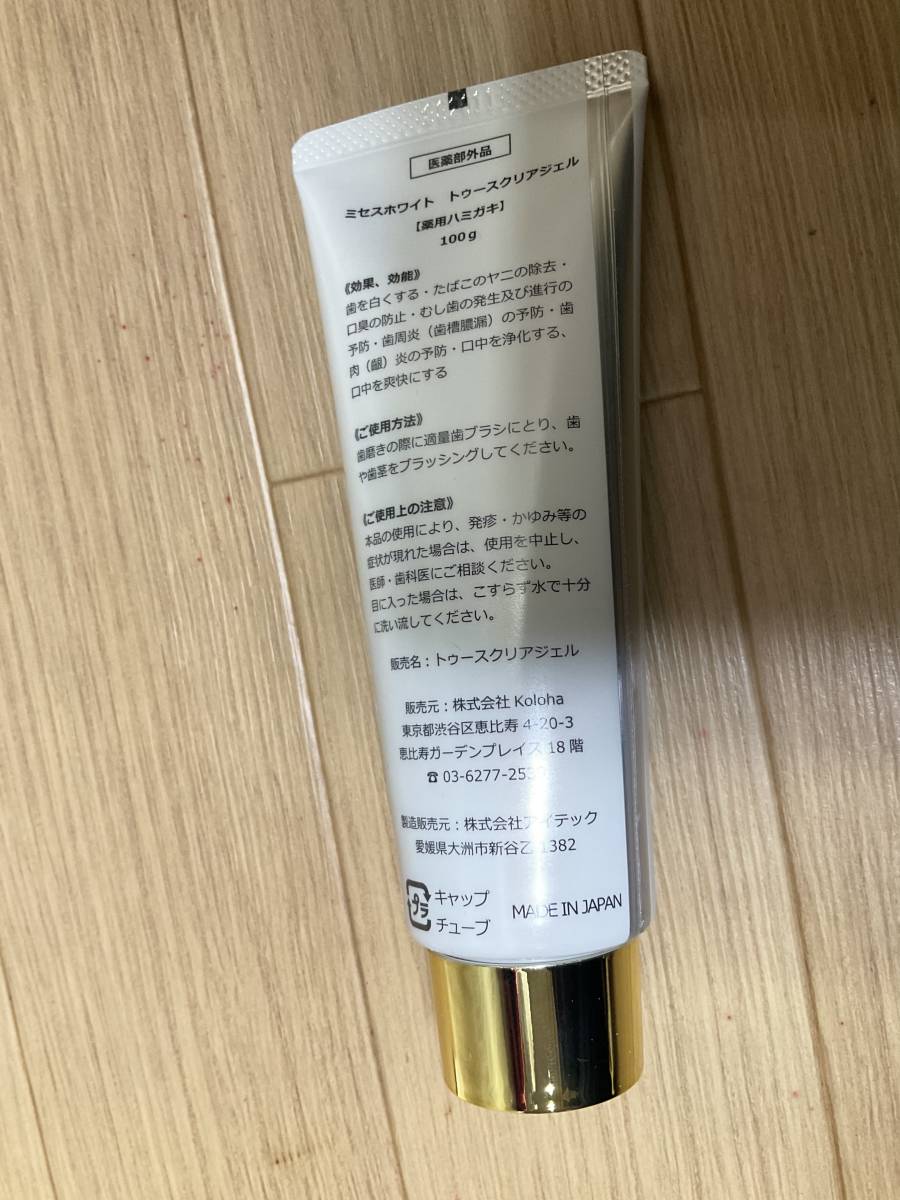 医薬部外品
ミセスホワイト トゥースクリアジェル
【薬用ハミガキ】
100g
《効果、効能》
歯を白くする・たばこのヤニの除去・
口臭の防止・むし歯の発生及び進行の
予防・歯周炎（歯槽膿漏）の予防・歯
肉（齦）炎の予防・口中を浄化する、
口中を爽快にする
《ご使用方法》
歯磨きの際に適量歯ブラシにとり、歯
や歯茎をブラッシングしてください。
《ご使用上の注意》
本品の使用により、発疹・かゆみ等の
症状が現れた場合は、使用を中止し、
医師・歯科医にご相談ください。
目に入った場合は、こすらず水で十分
に洗い流してください。
販売名：トゥースクリアジェル
販売元：株式会社 Koloha
東京都渋谷区恵比寿 4-20-3
恵比寿ガーデンプレイス 18 階
☎ 03-6277-
製造販売元：株式会社アイテック
愛媛県大洲市新谷乙 1382
プラ
キャップ
チューブ
MADE IN JAPAN